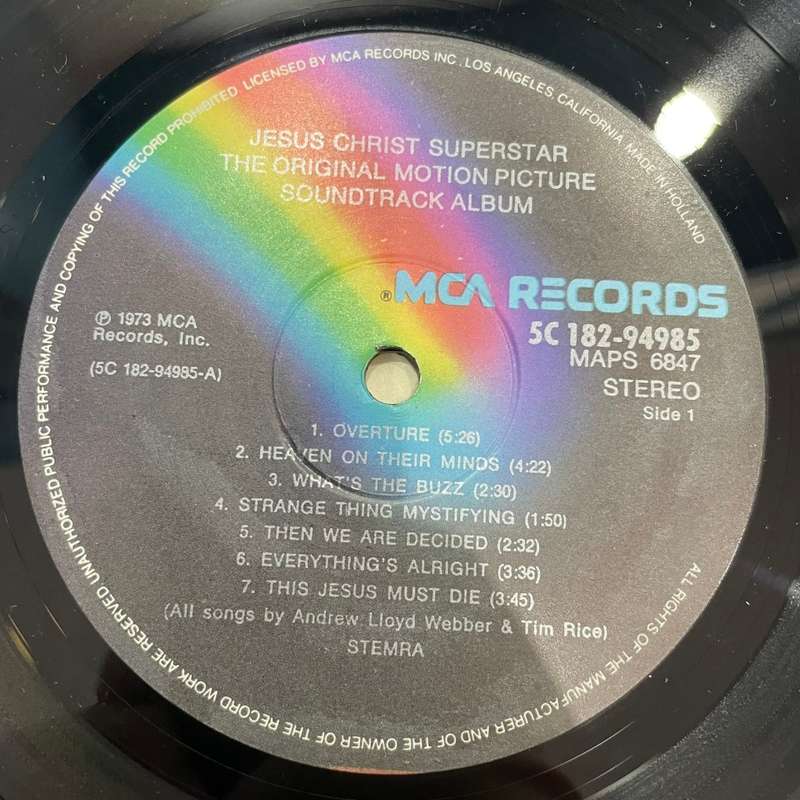 ALL RIGHTS OF THE MANUFACTURER AND OF THE OWNER OF THE RECORD WORK ARE RESERVED UNAUTHORIZED PUBLIC PERFORMANCE AND COPYING OF THIS RECORD PROHIBITED LICENSED BY MCA RECORDS INC., LOS ANGELES, CALIFORNIA MADE IN HOLLAND
JESUS CHRIST SUPERSTAR
THE ORIGINAL MOTION PICTURE
SOUNDTRACK ALBUM
®MCA RECORDS
℗ 1973 MCA
Records, Inc.
(5C 182-94985-A)
5C 182-94985
MAPS 6847
STEREO
Side 1
1. OVERTURE (5:26)
2. HEAVEN ON THEIR MINDS (4:22)
3. WHAT'S THE BUZZ (2:30)
4. STRANGE THING MYSTIFYING (1:50)
5. THEN WE ARE DECIDED (2:32)
6. EVERYTHING'S ALRIGHT (3:36)
7. THIS JESUS MUST DIE (3:45)
(All songs by Andrew Lloyd Webber & Tim Rice)
STEMRA